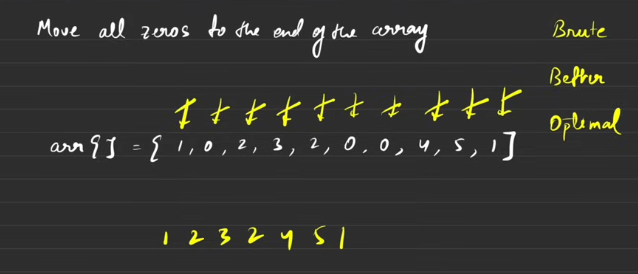 Move all zeros to the end of the array
Brute
Better
Optimal
arr[] = { 1, 0, 2, 3, 2, 0, 0, 4, 5, 1 ]
1 2 3 2 4 5 1